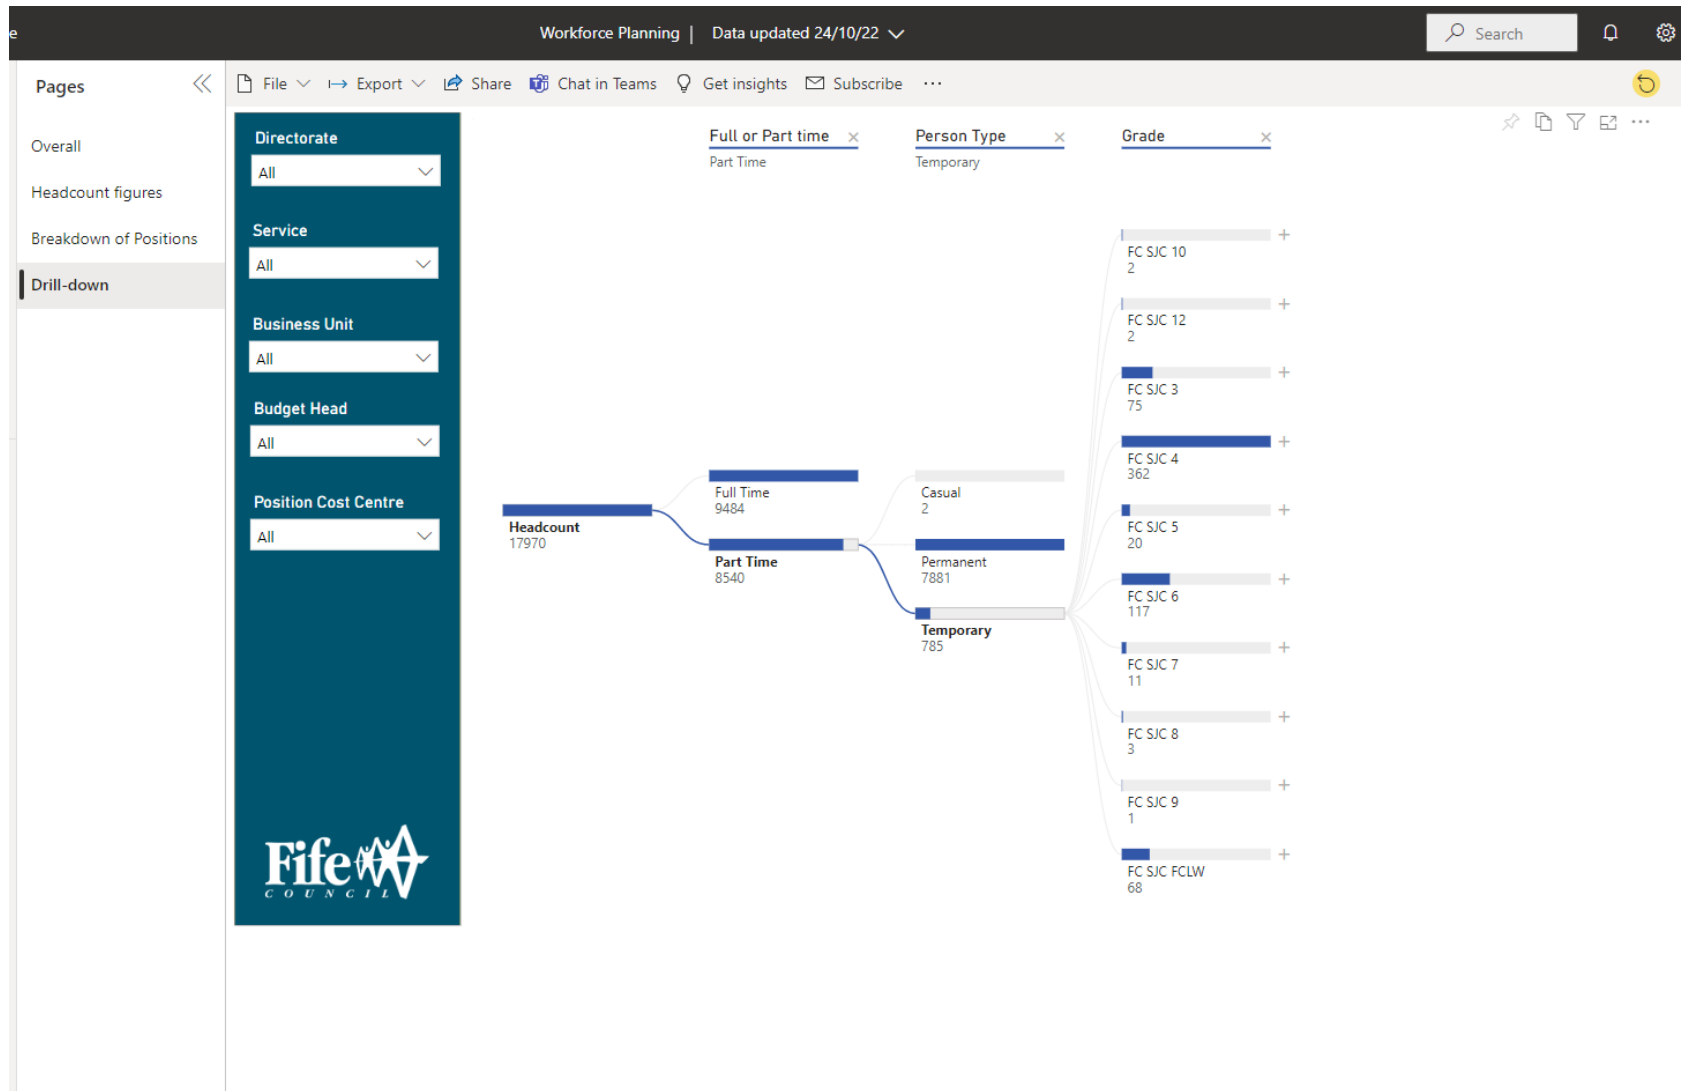 e
Workforce Planning | Data updated 24/10/22
Search
Pages
File Export Share Chat in Teams Get insights Subscribe ...
Overall
Headcount figures
Breakdown of Positions
Drill-down
Directorate
All
Service
All
Business Unit
All
Budget Head
All
Position Cost Centre
All
Fife
COUNCIL
Full or Part time
Part Time
Person Type
Temporary
Grade
Headcount
17970
Full Time
9484
Part Time
8540
Casual
2
Permanent
7881
Temporary
785
FC SJC 10
2
FC SJC 12
2
FC SJC 3
75
FC SJC 4
362
FC SJC 5
20
FC SJC 6
117
FC SJC 7
11
FC SJC 8
3
FC SJC 9
1
FC SJC FCLW
68